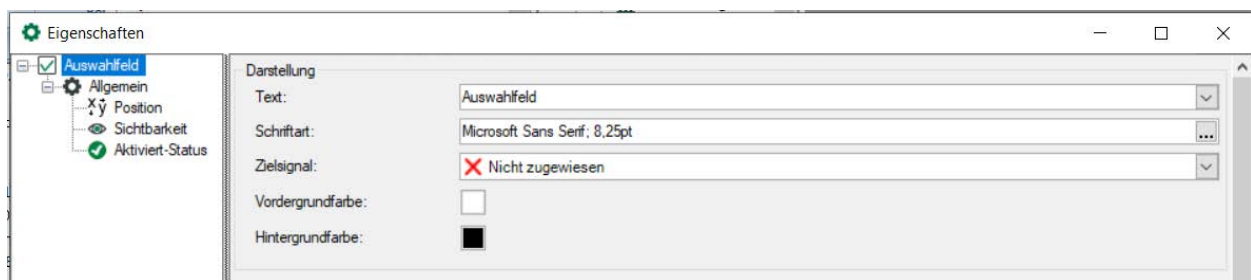 Eigenschaften
Auswahlfeld
Allgemein
Position
Sichtbarkeit
Aktiviert-Status
Darstellung
Text: Auswahlfeld
Schriftart: Microsoft Sans Serif; 8,25pt ...
Zielsignal: Nicht zugewiesen
Vordergrundfarbe:
Hintergrundfarbe: